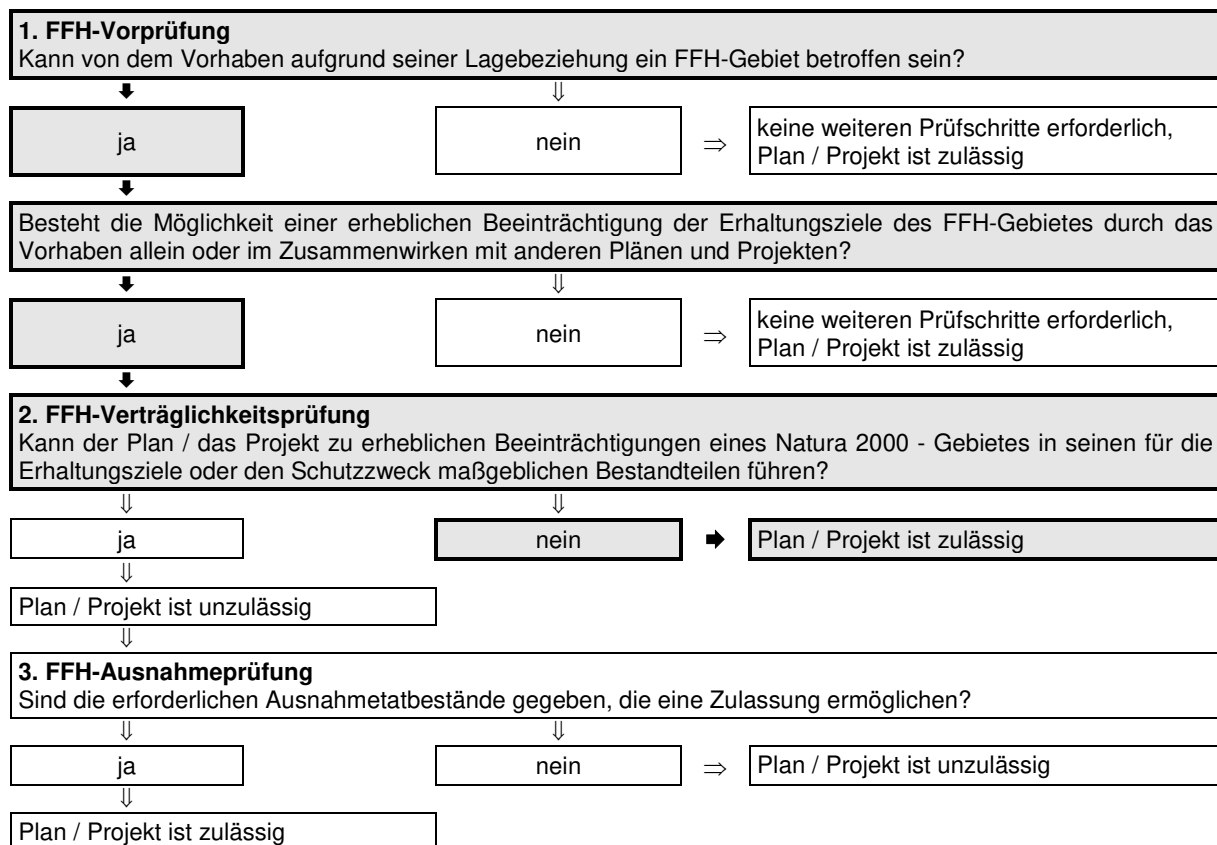 1. FFH-Vorprüfung
Kann von dem Vorhaben aufgrund seiner Lagebeziehung ein FFH-Gebiet betroffen sein?
ja
nein
keine weiteren Prüfschritte erforderlich,
Plan / Projekt ist zulässig
Besteht die Möglichkeit einer erheblichen Beeinträchtigung der Erhaltungsziele des FFH-Gebietes durch das
Vorhaben allein oder im Zusammenwirken mit anderen Plänen und Projekten?
ja
nein
keine weiteren Prüfschritte erforderlich,
Plan / Projekt ist zulässig
2. FFH-Verträglichkeitsprüfung
Kann der Plan / das Projekt zu erheblichen Beeinträchtigungen eines Natura 2000 - Gebietes in seinen für die
Erhaltungsziele oder den Schutzzweck maßgeblichen Bestandteilen führen?
ja
nein
Plan / Projekt ist zulässig
Plan / Projekt ist unzulässig
3. FFH-Ausnahmeprüfung
Sind die erforderlichen Ausnahmetatbestände gegeben, die eine Zulassung ermöglichen?
ja
nein
Plan / Projekt ist unzulässig
Plan / Projekt ist zulässig